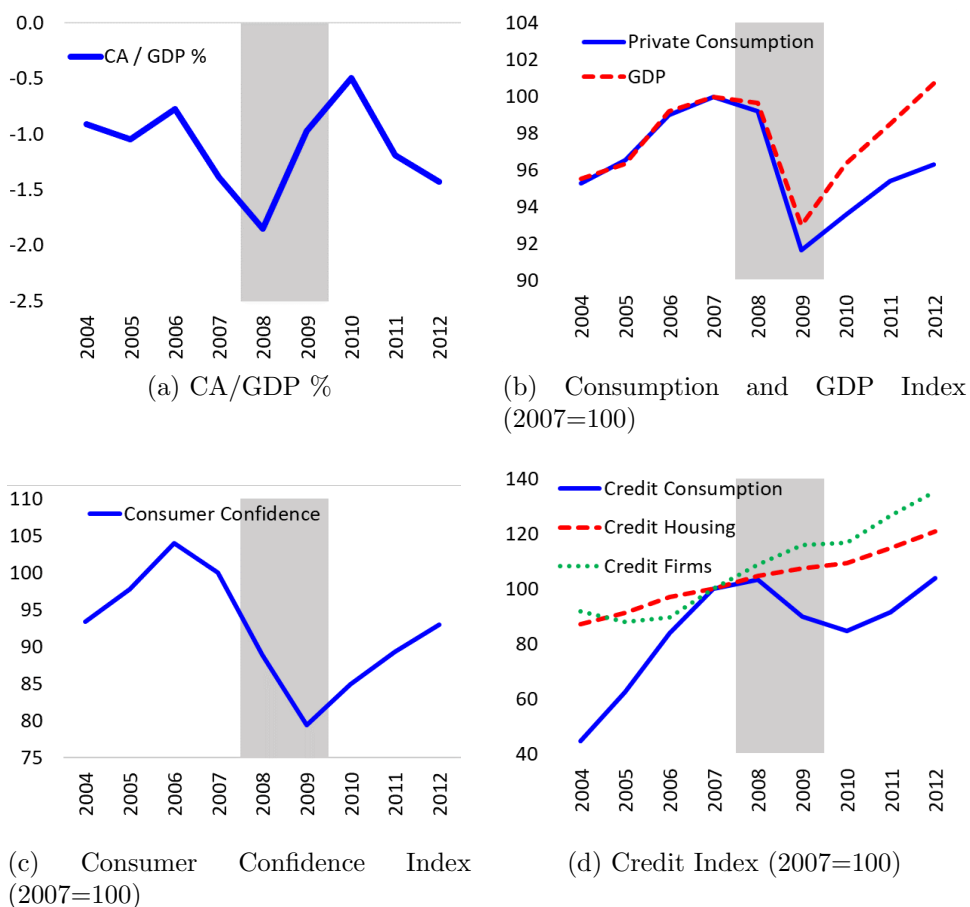 0.0
-0.5
-1.0
-1.5
-2.0
-2.5
CA / GDP %
2004 2005 2006 2007 2008 2009 2010 2011 2012
(a) CA/GDP %
104
102
100
98
96
94
92
90
Private Consumption
GDP
2004 2005 2006 2007 2008 2009 2010 2011 2012
(b) Consumption and GDP Index
(2007=100)
110
105
100
95
90
85
80
75
Consumer Confidence
2004 2005 2006 2007 2008 2009 2010 2011 2012
(c) Consumer Confidence Index
(2007=100)
140
120
100
80
60
40
Credit Consumption
Credit Housing
Credit Firms
2004 2005 2006 2007 2008 2009 2010 2011 2012
(d) Credit Index (2007=100)